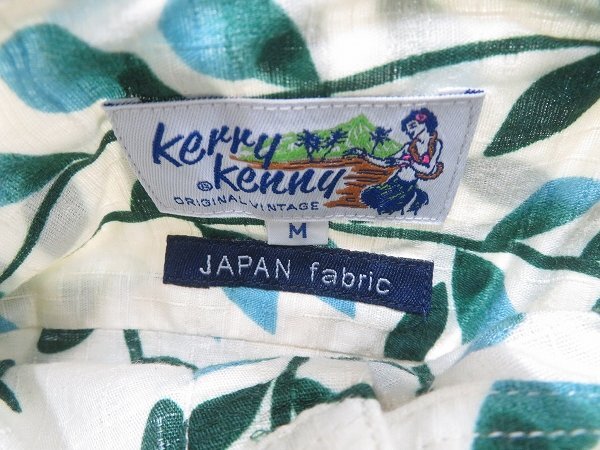 Kerry
Kenny
®
ORIGINAL VINTAGE
M
JAPAN fabric